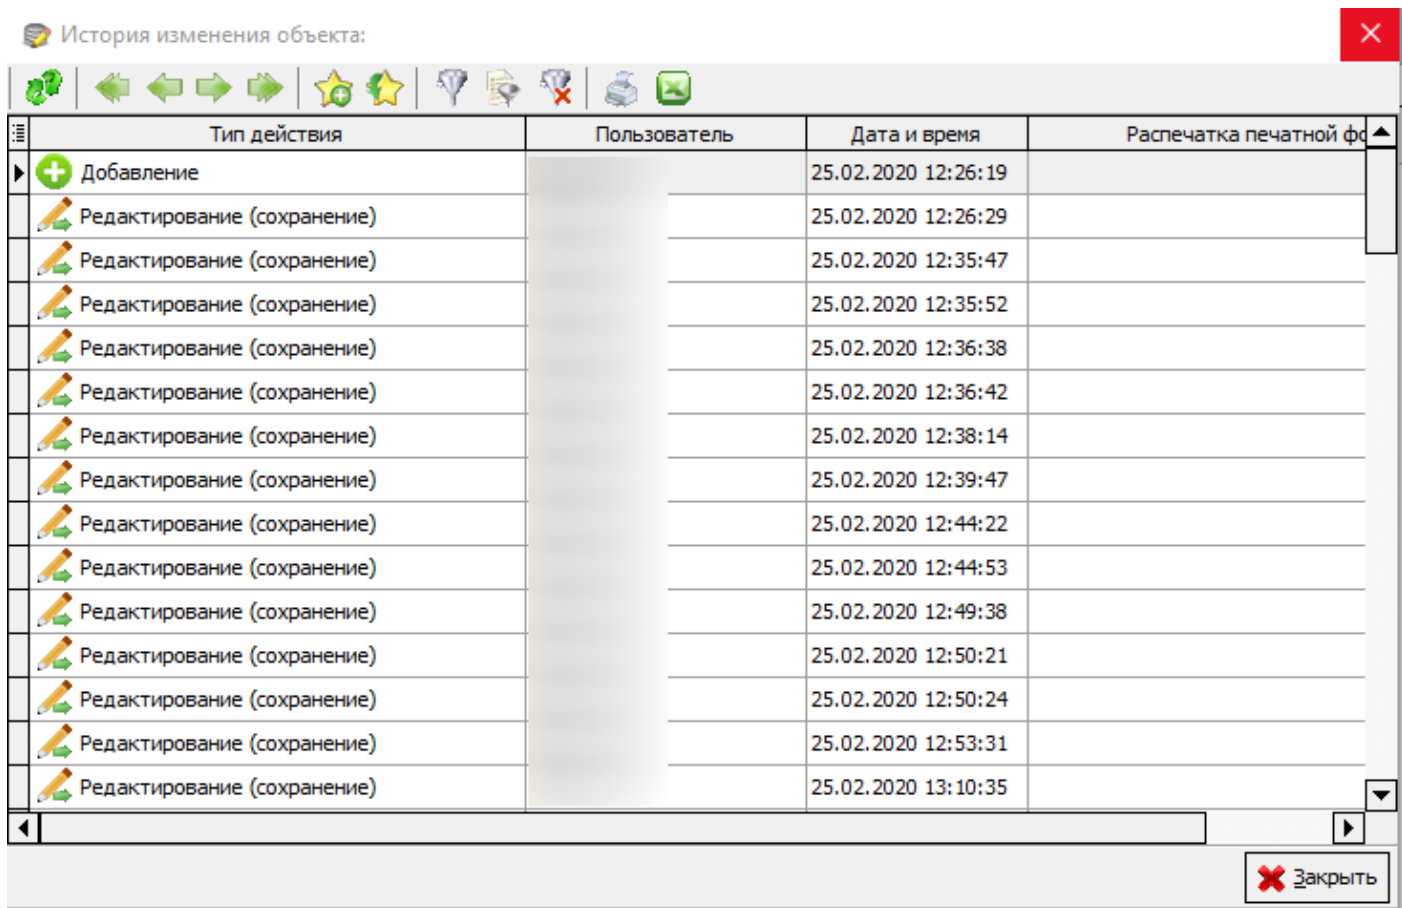 История изменения объекта:
Тип действия Пользователь Дата и время Распечатка печатной фо
Добавление 25.02.2020 12:26:19
Редактирование (сохранение) 25.02.2020 12:26:29
Редактирование (сохранение) 25.02.2020 12:35:47
Редактирование (сохранение) 25.02.2020 12:35:52
Редактирование (сохранение) 25.02.2020 12:36:38
Редактирование (сохранение) 25.02.2020 12:36:42
Редактирование (сохранение) 25.02.2020 12:38:14
Редактирование (сохранение) 25.02.2020 12:39:47
Редактирование (сохранение) 25.02.2020 12:44:22
Редактирование (сохранение) 25.02.2020 12:44:53
Редактирование (сохранение) 25.02.2020 12:49:38
Редактирование (сохранение) 25.02.2020 12:50:21
Редактирование (сохранение) 25.02.2020 12:50:24
Редактирование (сохранение) 25.02.2020 12:53:31
Редактирование (сохранение) 25.02.2020 13:10:35
Закрыть